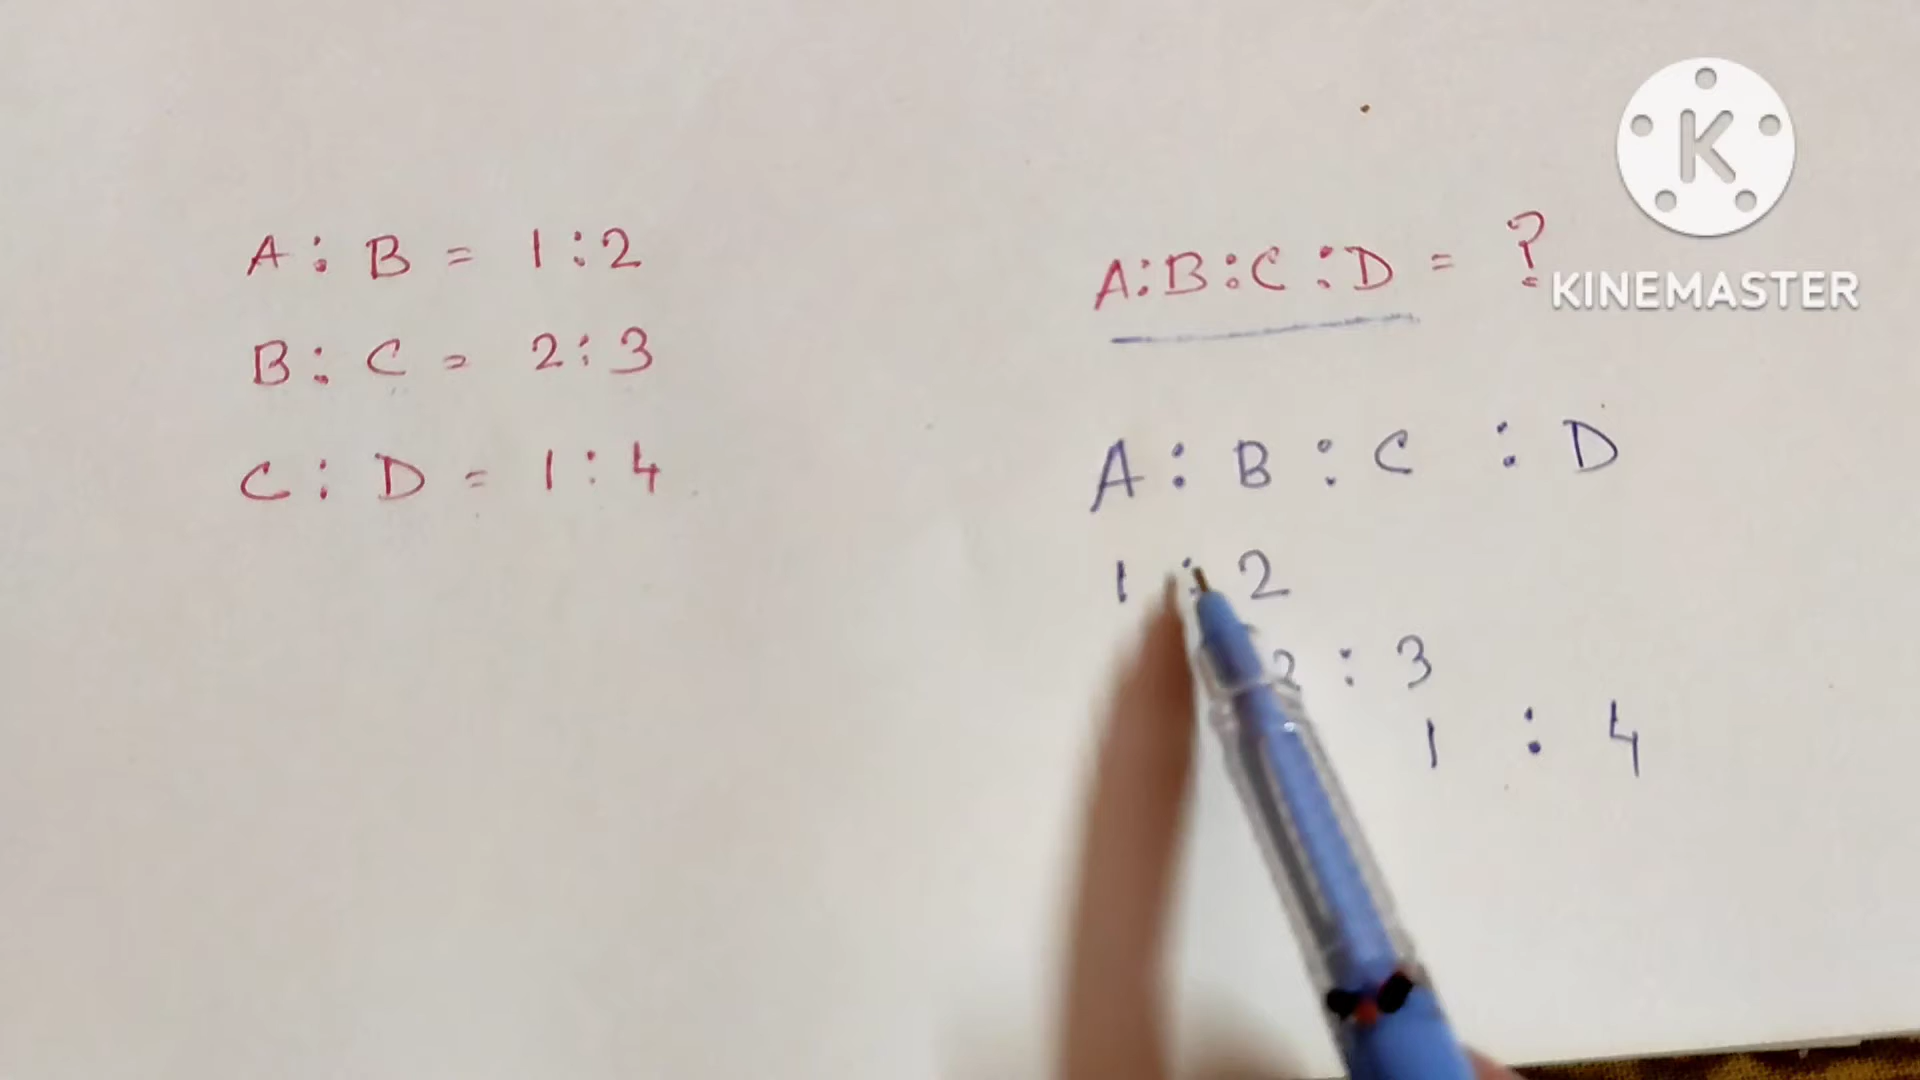 A : B = 1 : 2
B : C = 2 : 3
C : D = 1 : 4
A:B:C:D = ?
A : B : C : D
1 : 2
2 : 3
1 : 4
K
KINEMASTER